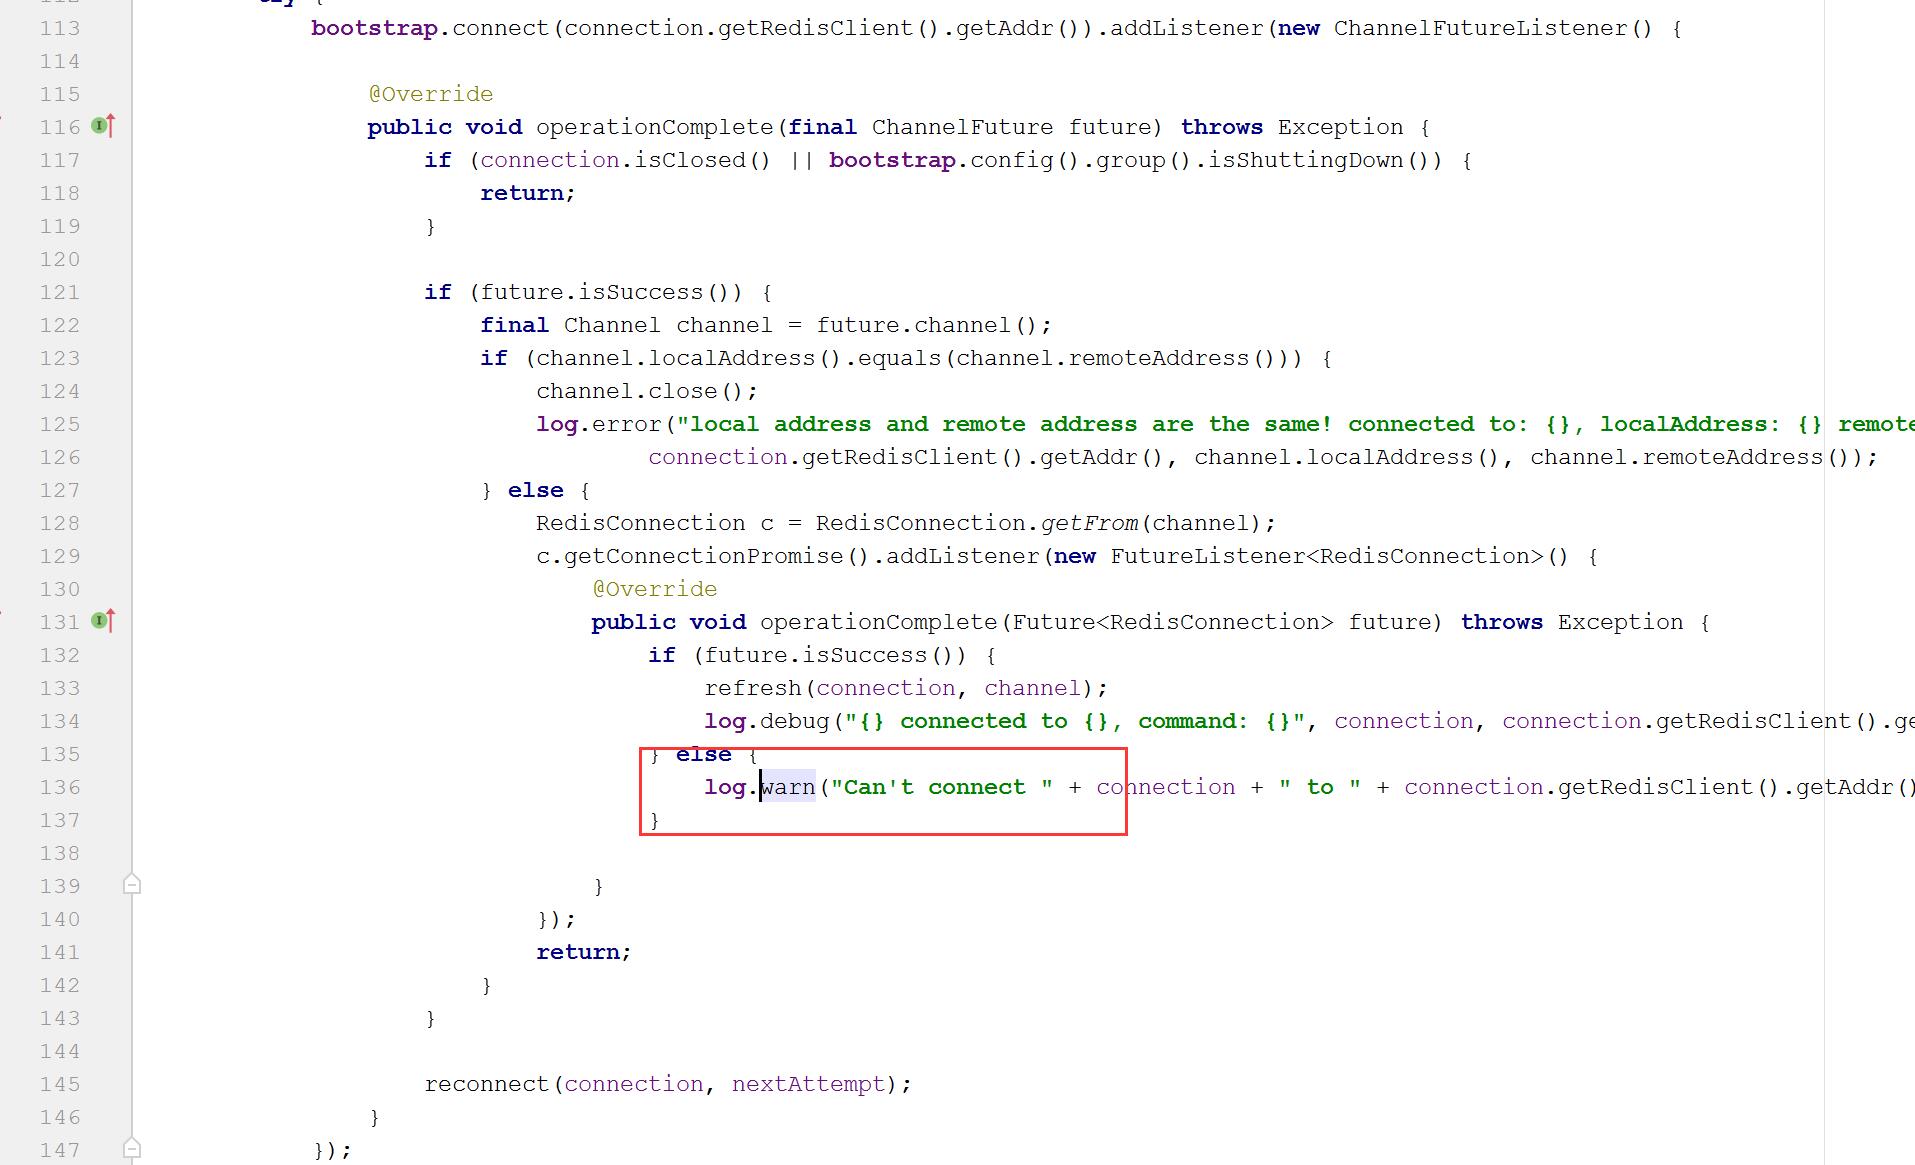 112 try {
113 bootstrap.connect(connection.getRedisClient().getAddr()).addListener(new ChannelFutureListener() {
114
115 @Override
116 public void operationComplete(final ChannelFuture future) throws Exception {
117 if (connection.isClosed() || bootstrap.config().group().isShuttingDown()) {
118 return;
119 }
120
121 if (future.isSuccess()) {
122 final Channel channel = future.channel();
123 if (channel.localAddress().equals(channel.remoteAddress())) {
124 channel.close();
125 log.error("local address and remote address are the same! connected to: {}, localAddress: {} remote
126 connection.getRedisClient().getAddr(), channel.localAddress(), channel.remoteAddress());
127 } else {
128 RedisConnection c = RedisConnection.getFrom(channel);
129 c.getConnectionPromise().addListener(new FutureListener<RedisConnection>() {
130 @Override
131 public void operationComplete(Future<RedisConnection> future) throws Exception {
132 if (future.isSuccess()) {
133 refresh(connection, channel);
134 log.debug("{} connected to {}, command: {}", connection, connection.getRedisClient().ge
135 } else {
136 log.warn("Can't connect " + connection + " to " + connection.getRedisClient().getAddr()
137 }
138
139 }
140 });
141 return;
142 }
143 }
144
145 reconnect(connection, nextAttempt);
146 }
147 });